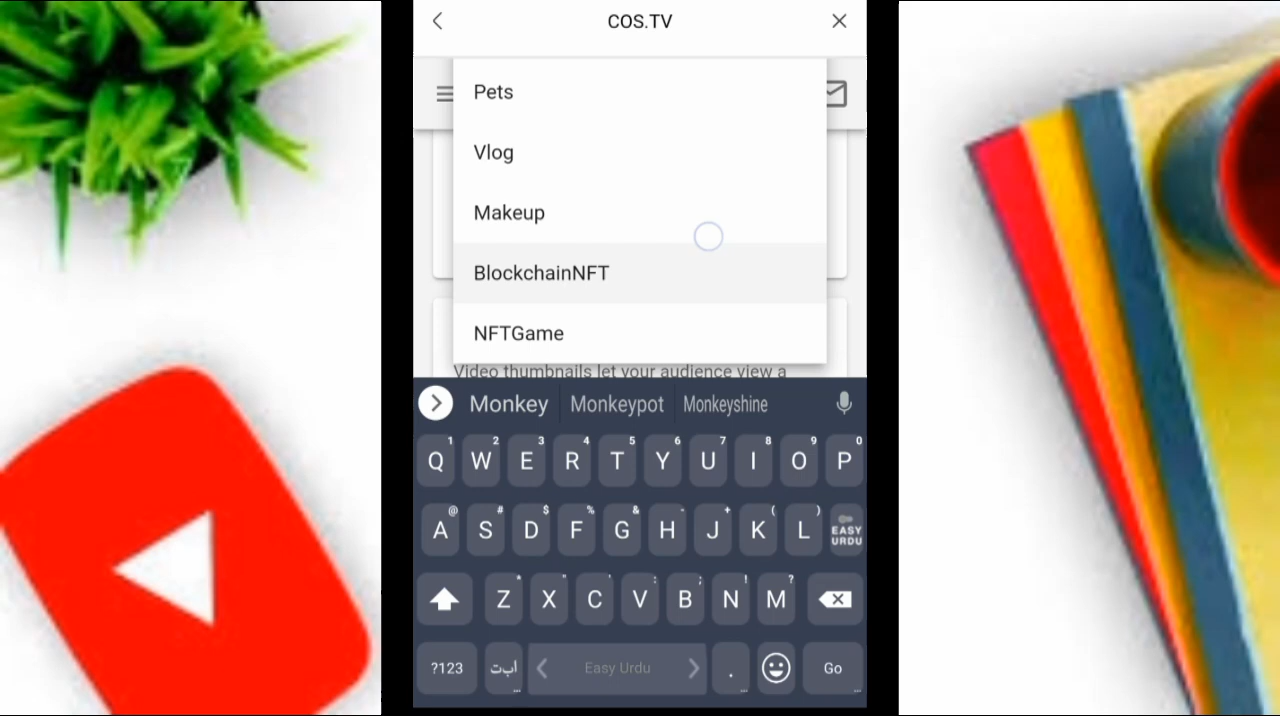 COS.TV
Pets
Vlog
Makeup
BlockchainNFT
NFTGame
Video thumbnails let your audience view a
Monkey Monkeypot Monkeyshine
1 2 3 4 5 6 7 8 9 0
Q W E R T Y U I O P
@ # $ % & - + ( )
A S D F G H J K L EASY URDU
* " ' : ; ! ?
Z X C V B N M
?123 ابت Easy Urdu . Go